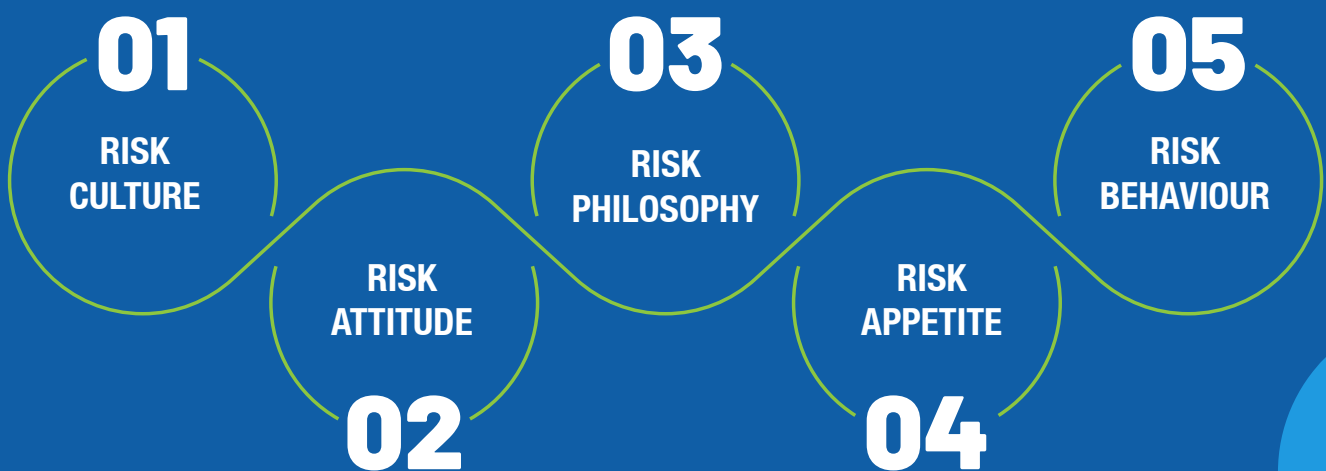 01
RISK
CULTURE
RISK
ATTITUDE
02
03
RISK
PHILOSOPHY
RISK
APPETITE
04
05
RISK
BEHAVIOUR